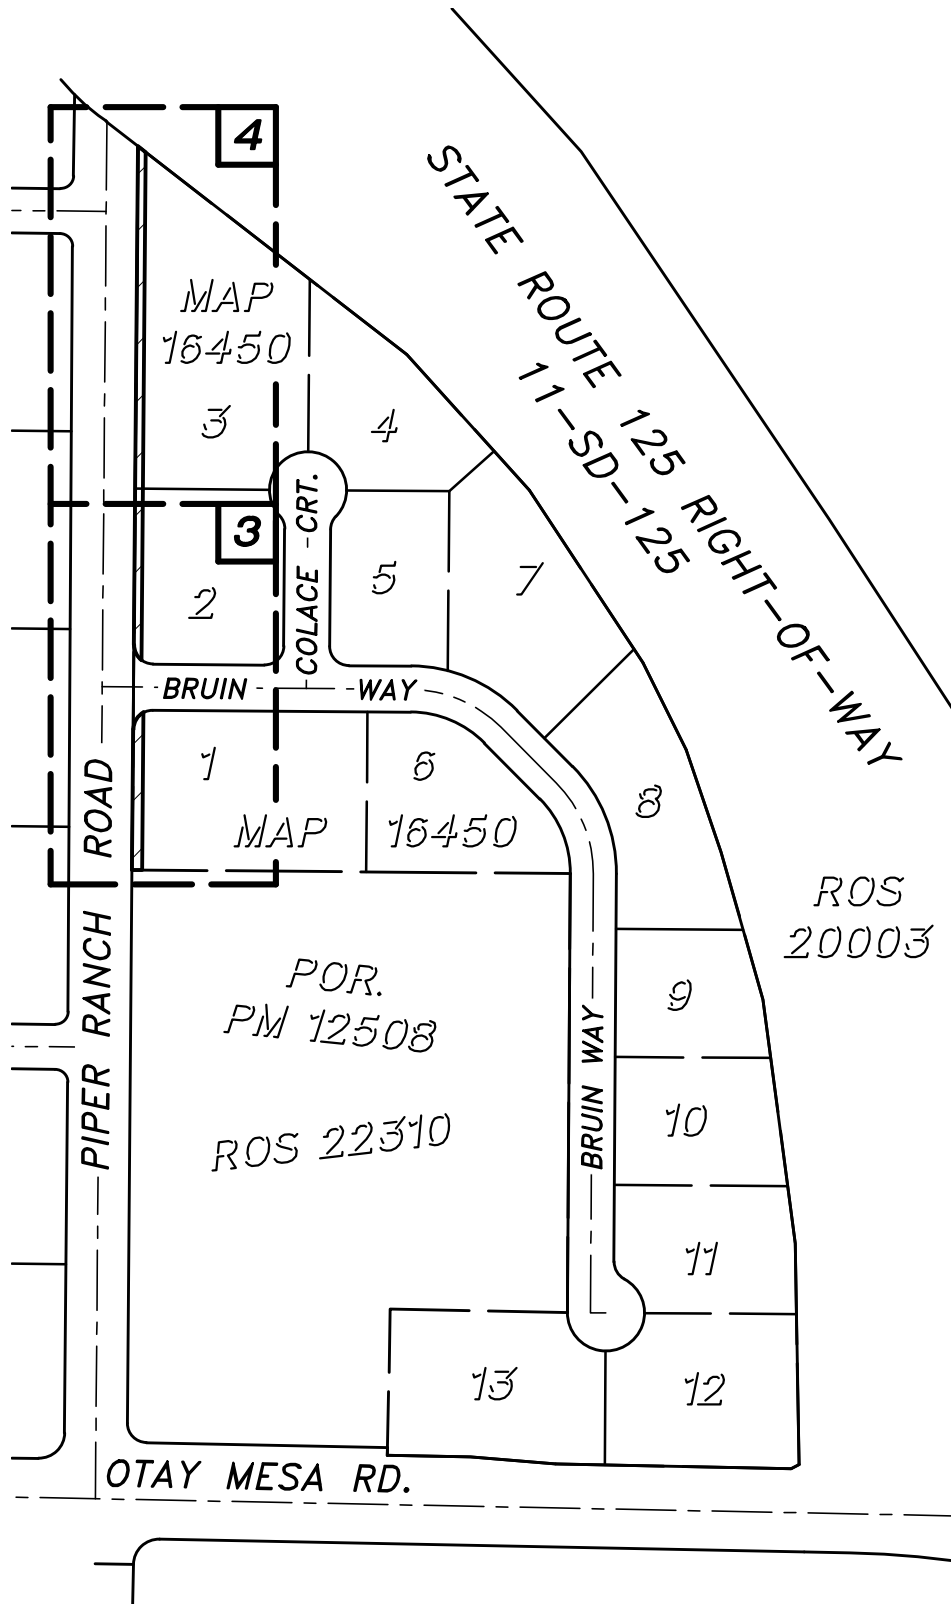 4
STATE ROUTE 125 RIGHT-OF-WAY
11-SD-125
MAP
16450
3
4
COLACE CRT.
3
2
5
7
BRUIN WAY
1
6
8
MAP 16450
PIPER RANCH ROAD
ROS
20003
POR.
PM 12508
9
BRUIN WAY
ROS 22310
10
11
13
12
OTAY MESA RD.